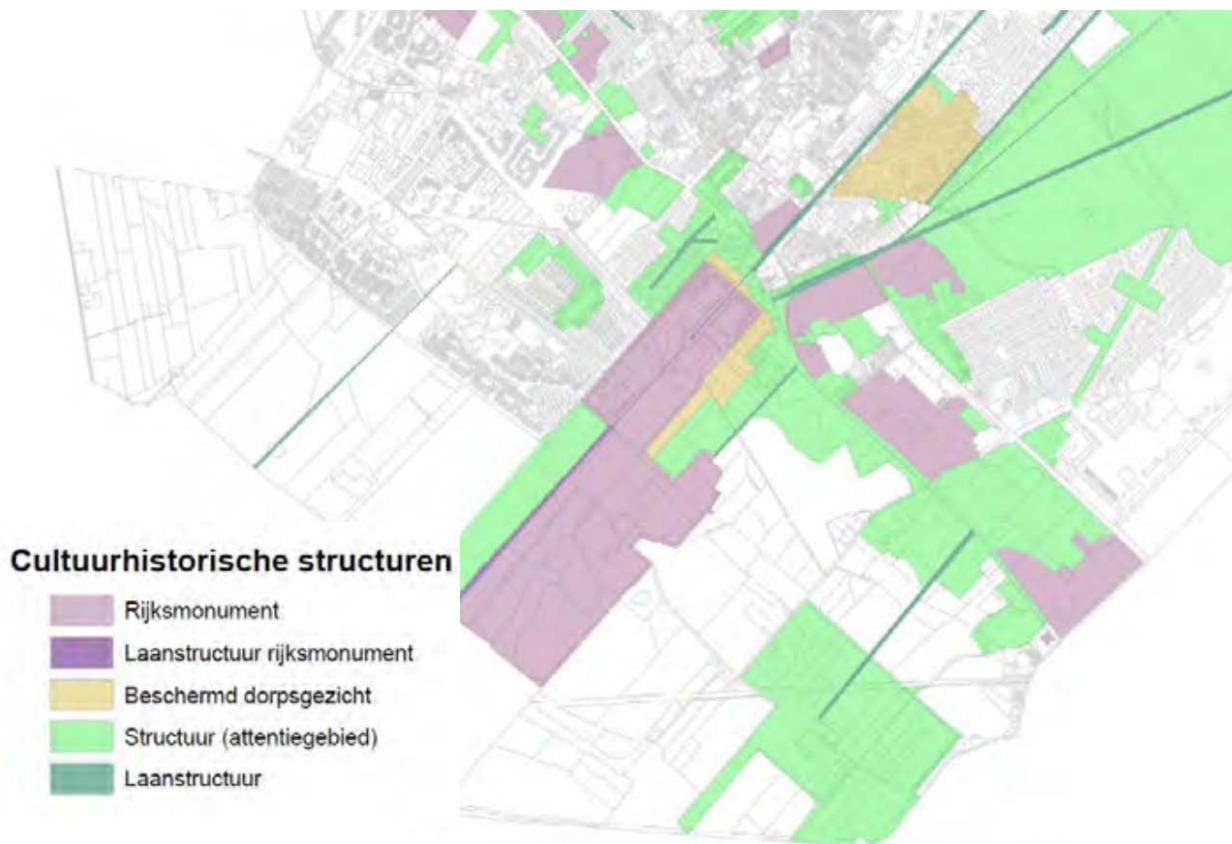 Cultuurhistorische structuren
Rijksmonument
Laanstructuur rijksmonument
Beschermd dorpsgezicht
Structuur (attentiegebied)
Laanstructuur